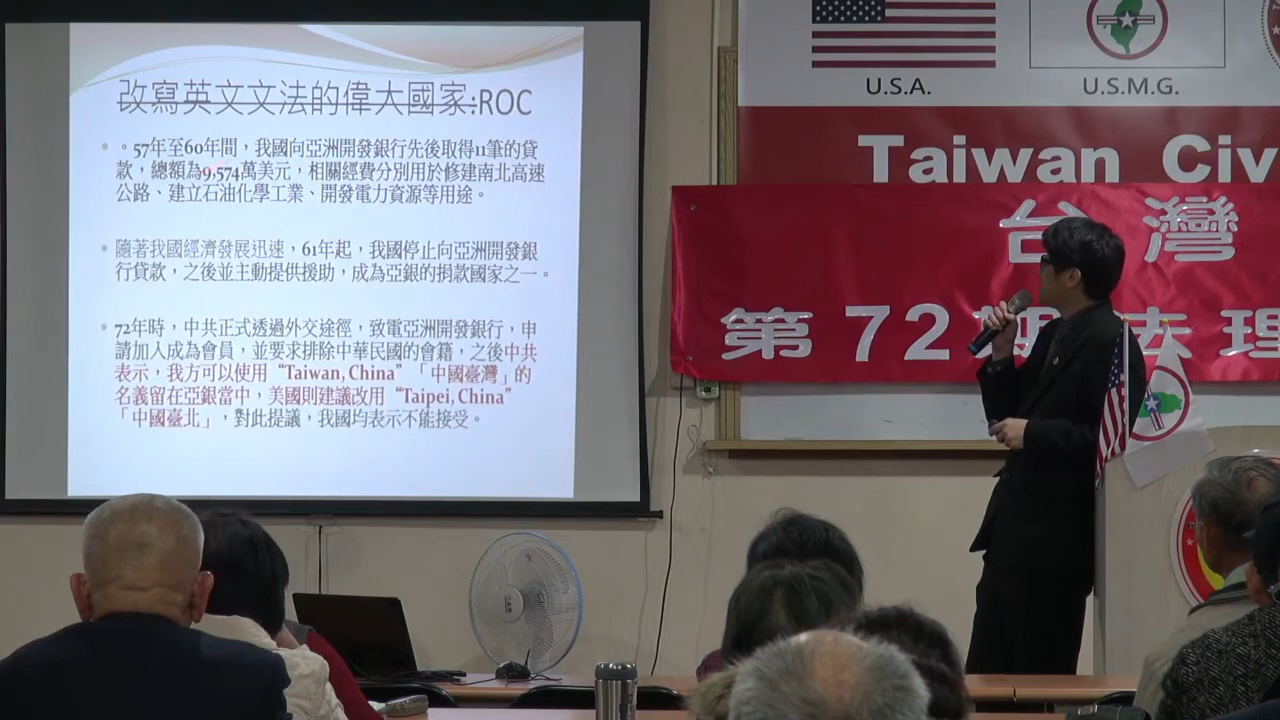 改寫英文文法的偉大國家:ROC
。57年至60年間，我國向亞洲開發銀行先後取得11筆的貸
款，總額為9,574萬美元，相關經費分別用於修建南北高速
公路、建立石油化學工業、開發電力資源等用途。
隨著我國經濟發展迅速，61年起，我國停止向亞洲開發銀
行貸款，之後並主動提供援助，成為亞銀的捐款國家之一。
72年時，中共正式透過外交途徑，致電亞洲開發銀行，申
請加入成為會員，並要求排除中華民國的會籍，之後中共
表示，我方可以使用“Taiwan, China”「中國臺灣」的
名義留在亞銀當中，美國則建議改用“Taipei, China”
「中國臺北」，對此提議，我國均表示不能接受。
U.S.A.
U.S.M.G.
Taiwan Civ
台灣
第72期法理